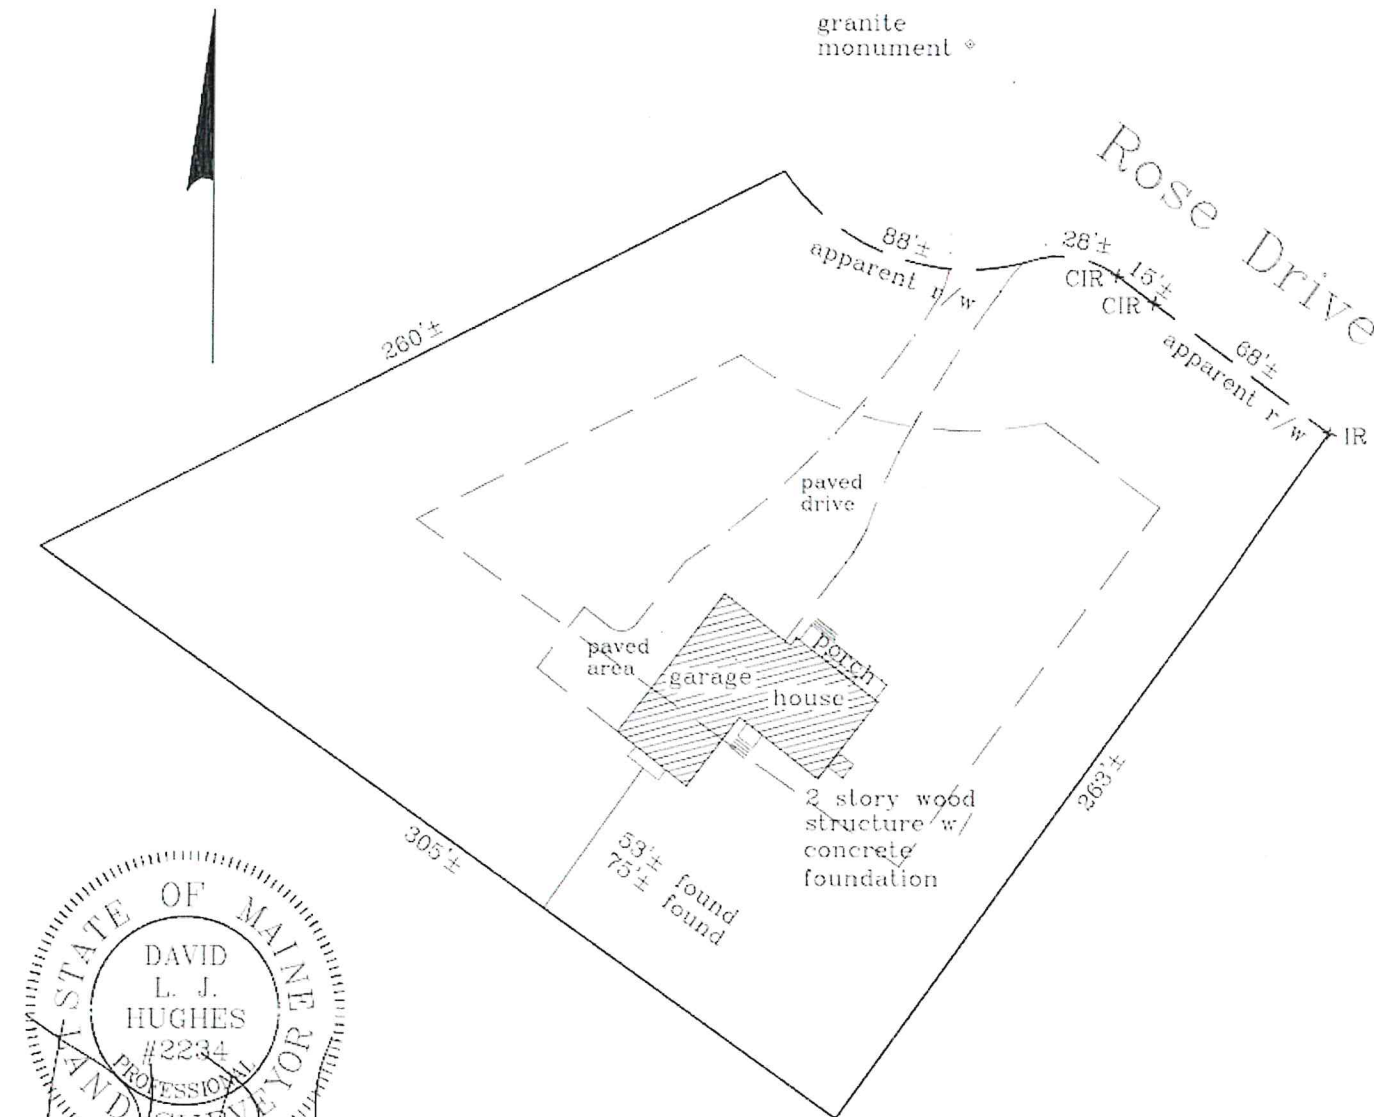 granite
monument
Rose Drive
88'±
apparent r/w
28'±
CIR
15'±
CIR
68'±
apparent r/w
IR
260'±
paved
drive
paved
area
garage
porch
house
263'±
2 story wood
structure w/
concrete
foundation
305'±
53'± found
75'± found
STATE OF MAINE
DAVID
L. J.
HUGHES
#2234
PROFESSIONAL
LAND SURVEYOR